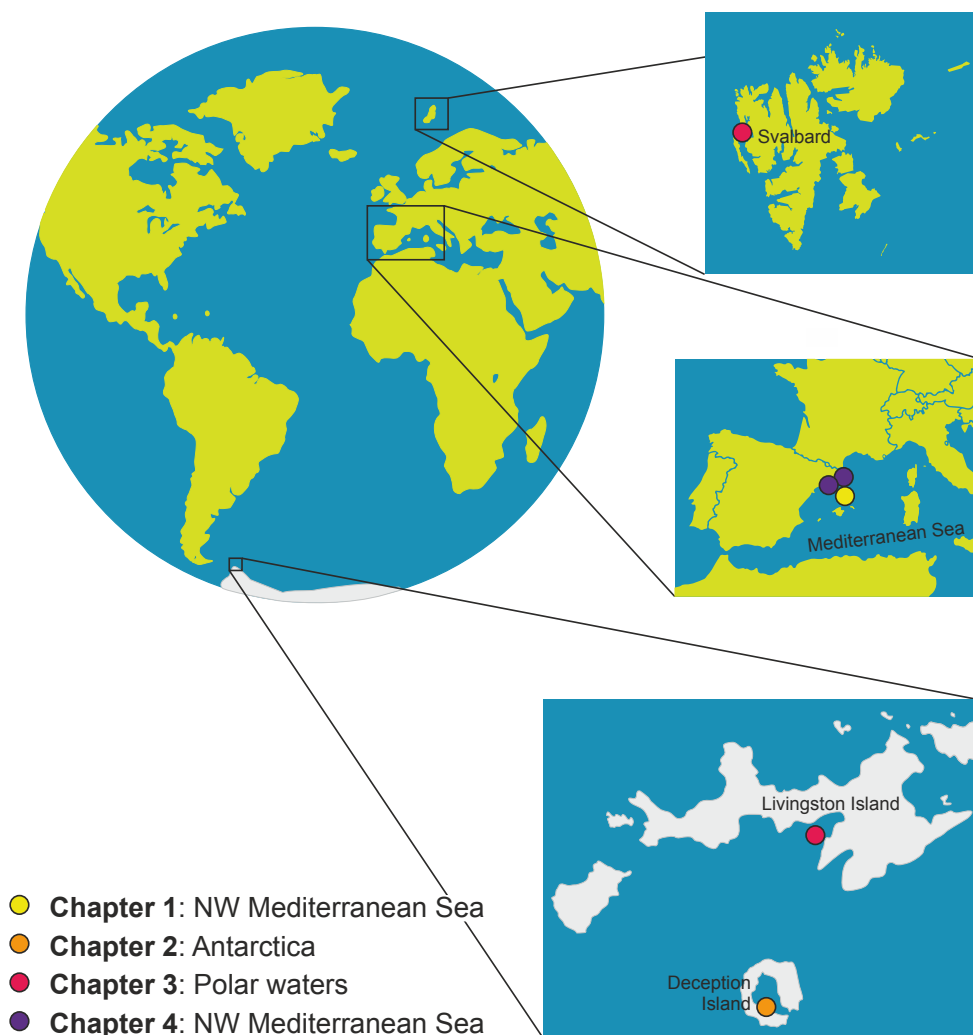 Svalbard
Mediterranean Sea
Livingston Island
Deception
Island
Chapter 1: NW Mediterranean Sea
Chapter 2: Antarctica
Chapter 3: Polar waters
Chapter 4: NW Mediterranean Sea